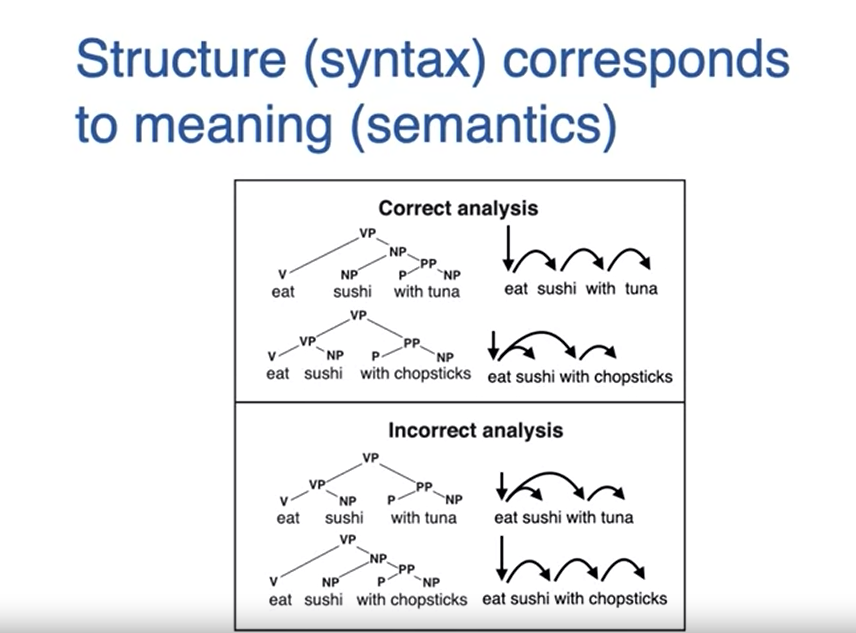 Structure (syntax) corresponds
to meaning (semantics)
Correct analysis
VP
NP
PP
V NP P NP
eat sushi with tuna
eat sushi with tuna
VP
VP PP
V NP P NP
eat sushi with chopsticks
eat sushi with chopsticks
Incorrect analysis
VP
VP PP
V NP P NP
eat sushi with tuna
eat sushi with tuna
VP
NP
PP
V NP P NP
eat sushi with chopsticks
eat sushi with chopsticks